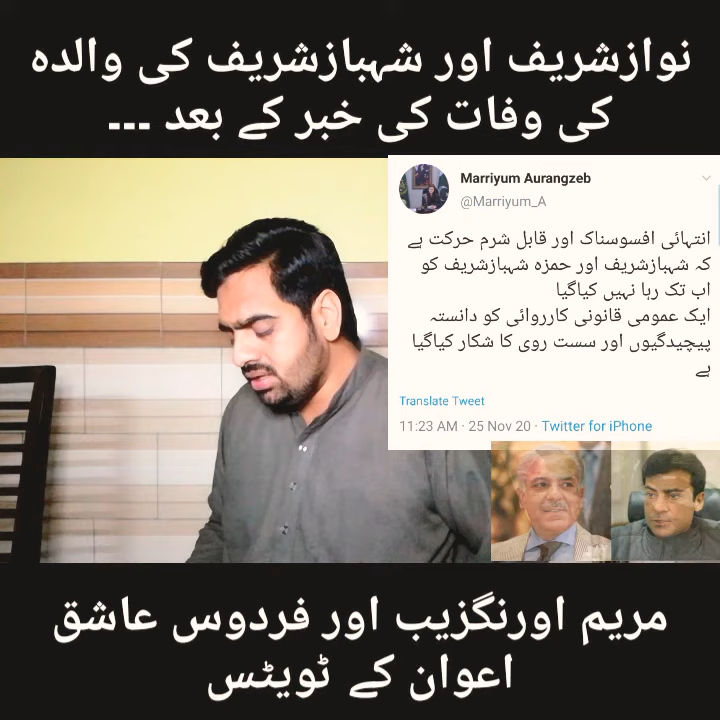 نوازشریف اور شہبازشریف کی والدہ
کی وفات کی خبر کے بعد ...
Marriyum Aurangzeb
@Marriyum_A
انتہائی افسوسناک اور قابل شرم حرکت ہے
کہ شہبازشریف اور حمزہ شہبازشریف کو
اب تک رہا نہیں کیاگیا
ایک عمومی قانونی کارروائی کو دانستہ
پیچیدگیوں اور سست روی کا شکار کیاگیا
ہے
Translate Tweet
11:23 AM · 25 Nov 20 · Twitter for iPhone
مریم اورنگزیب اور فردوس عاشق
اعوان کے ٹویٹس